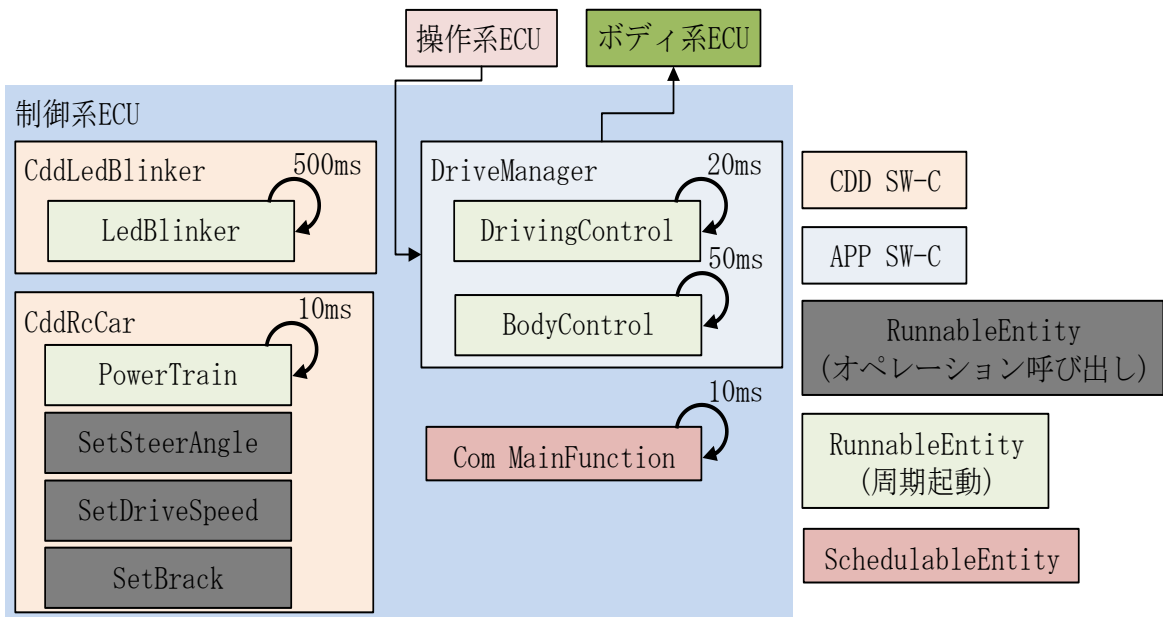 操作系ECU
ボディ系ECU
制御系ECU
CddLedBlinker
500ms
LedBlinker
CddRcCar
10ms
PowerTrain
SetSteerAngle
SetDriveSpeed
SetBrack
DriveManager
20ms
DrivingControl
50ms
BodyControl
10ms
Com MainFunction
CDD SW-C
APP SW-C
RunnableEntity
(オペレーション呼び出し)
RunnableEntity
(周期起動)
SchedulableEntity